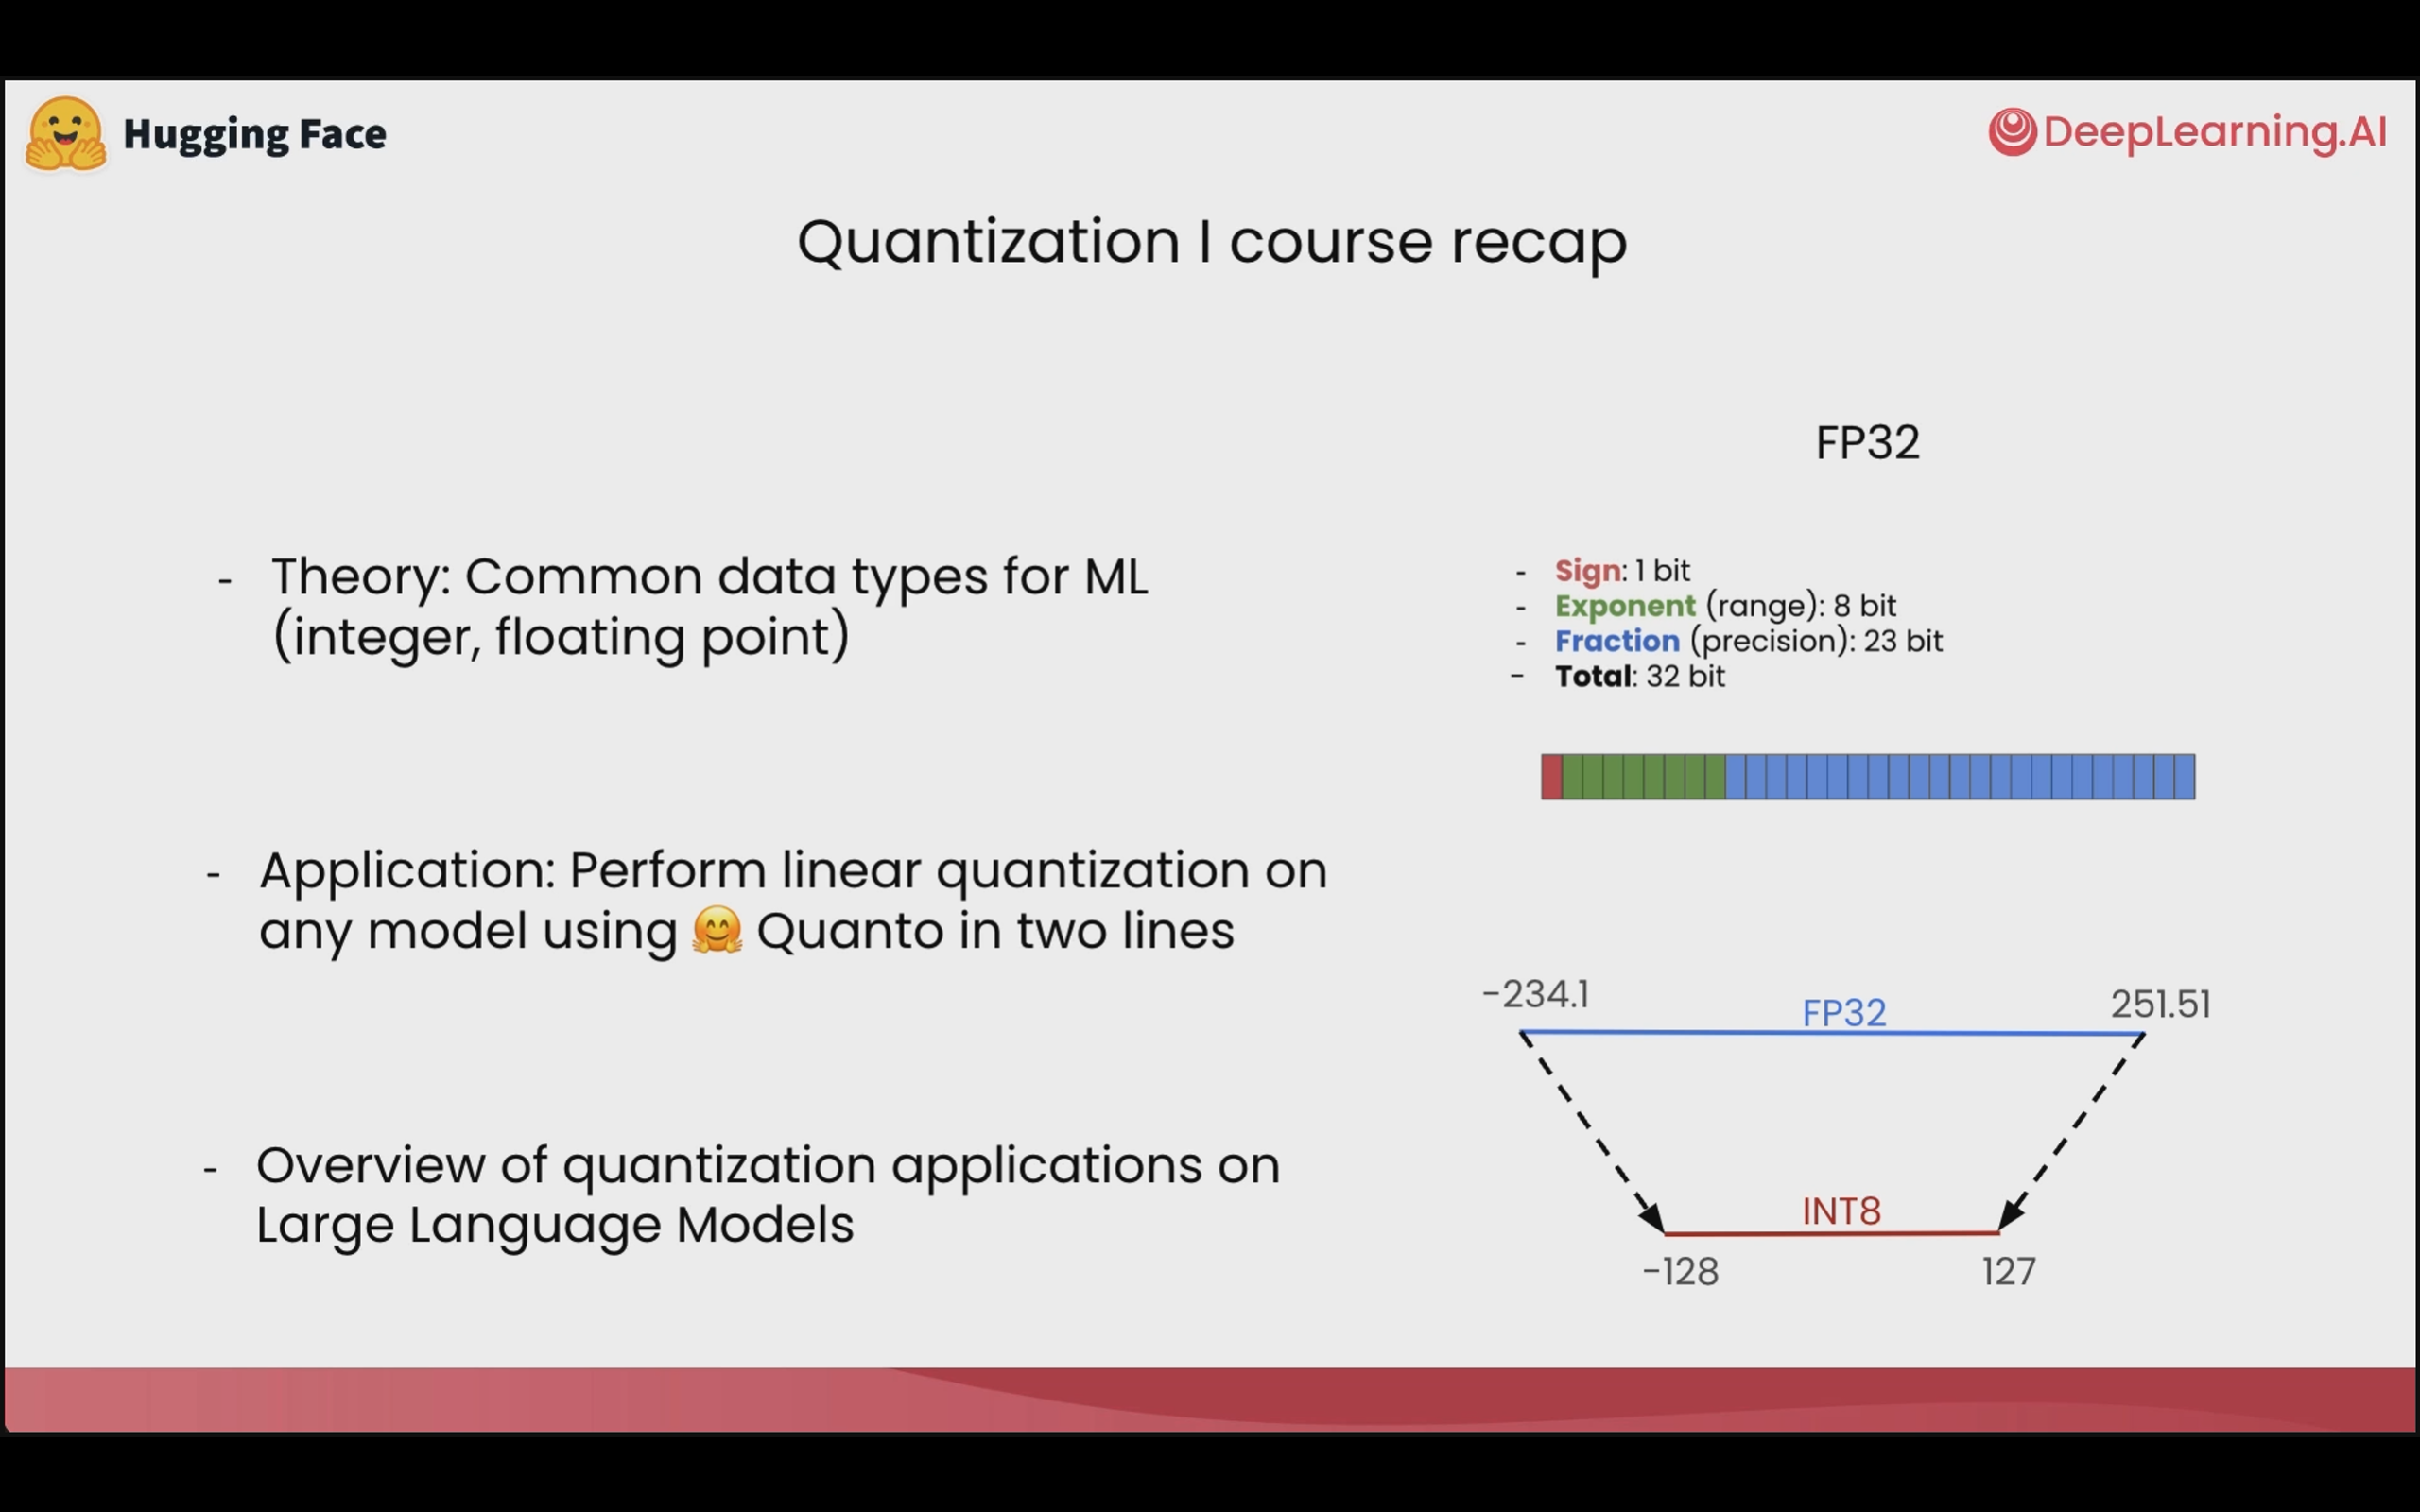 Hugging Face
DeepLearning.AI
Quantization I course recap
- Theory: Common data types for ML
(integer, floating point)
- Application: Perform linear quantization on
any model using 🤗 Quanto in two lines
- Overview of quantization applications on
Large Language Models
FP32
- Sign: 1 bit
- Exponent (range): 8 bit
- Fraction (precision): 23 bit
- Total: 32 bit
-234.1
FP32
251.51
INT8
-128
127